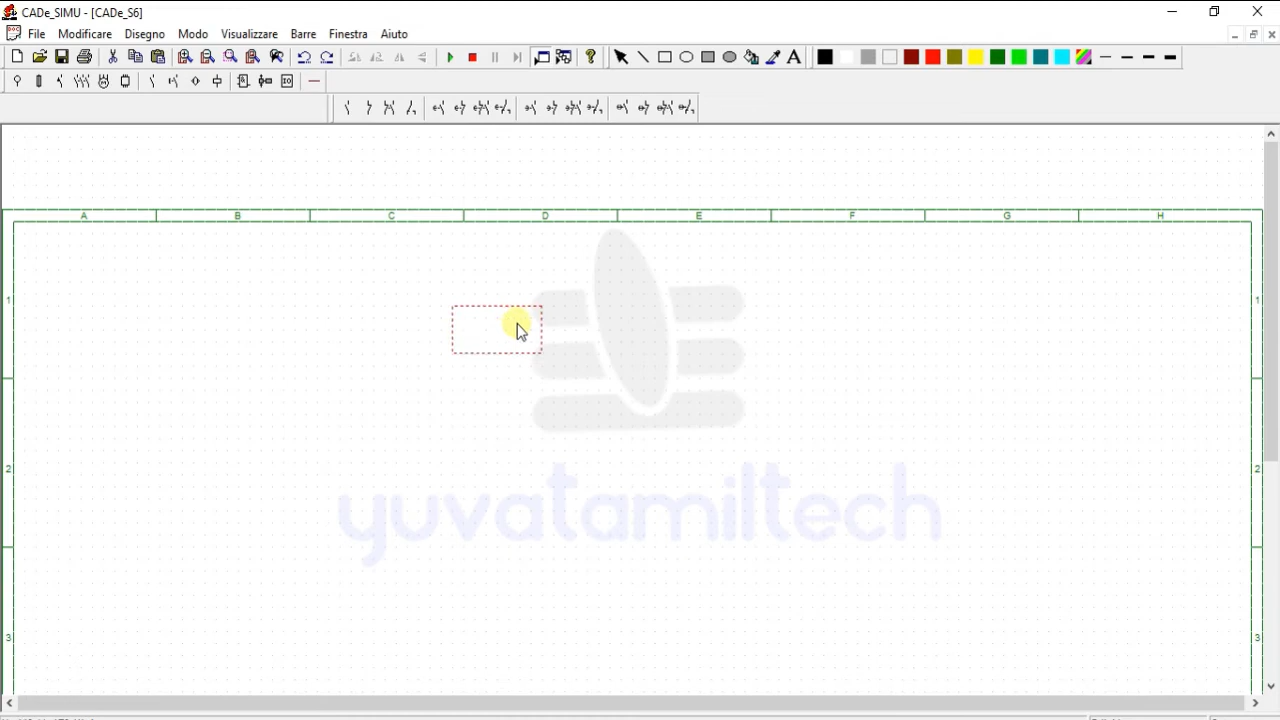 CADe_SIMU - [CADe_S6]
File Modificare Disegno Modo Visualizzare Barre Finestra Aiuto
A B C D E F G H
1 1
2 2
yuvatamiltech
3 3